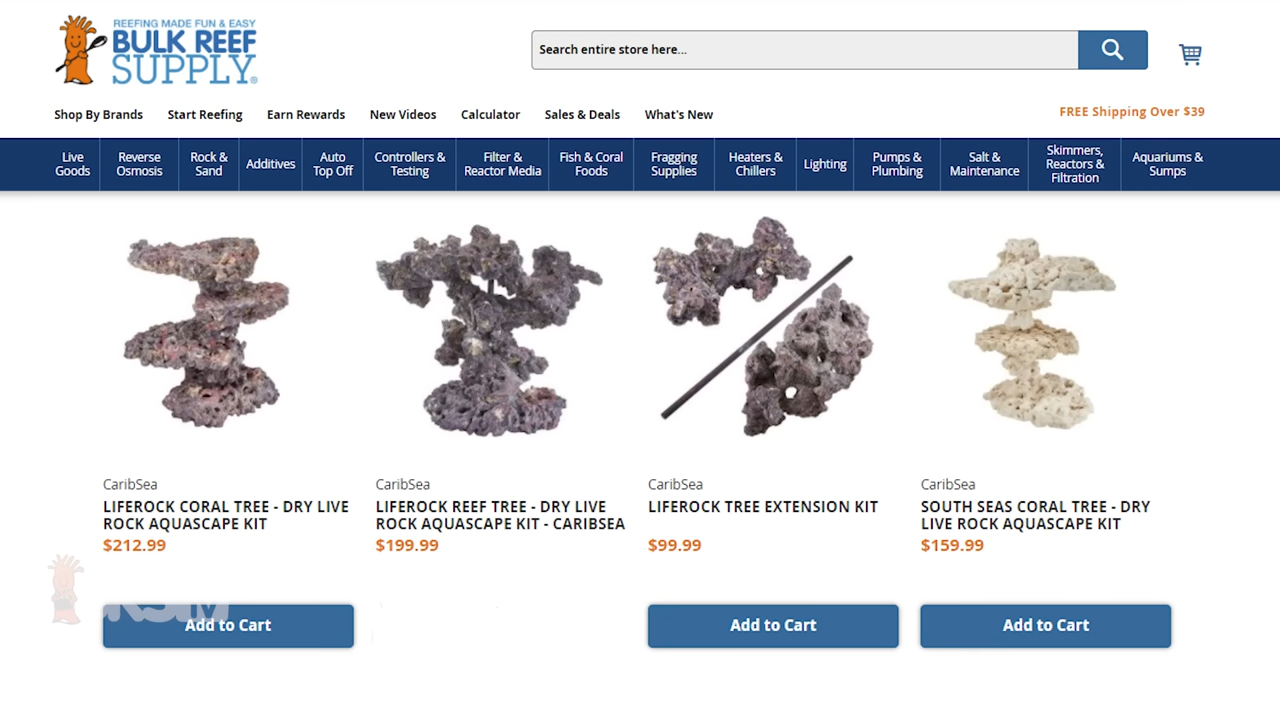 REEFING MADE FUN & EASY
BULK REEF
SUPPLY
Search entire store here...
Shop By Brands Start Reefing Earn Rewards New Videos Calculator Sales & Deals What's New
FREE Shipping Over $39
Live Goods
Reverse Osmosis
Rock & Sand
Additives
Auto Top Off
Controllers & Testing
Filter & Reactor Media
Fish & Coral Foods
Fragging Supplies
Heaters & Chillers
Lighting
Pumps & Plumbing
Salt & Maintenance
Skimmers, Reactors & Filtration
Aquariums & Sumps
CaribSea
LIFEROCK CORAL TREE - DRY LIVE
ROCK AQUASCAPE KIT
$212.99
Add to Cart
CaribSea
LIFEROCK REEF TREE - DRY LIVE
ROCK AQUASCAPE KIT - CARIBSEA
$199.99
CaribSea
LIFEROCK TREE EXTENSION KIT
$99.99
Add to Cart
CaribSea
SOUTH SEAS CORAL TREE - DRY
LIVE ROCK AQUASCAPE KIT
$159.99
Add to Cart